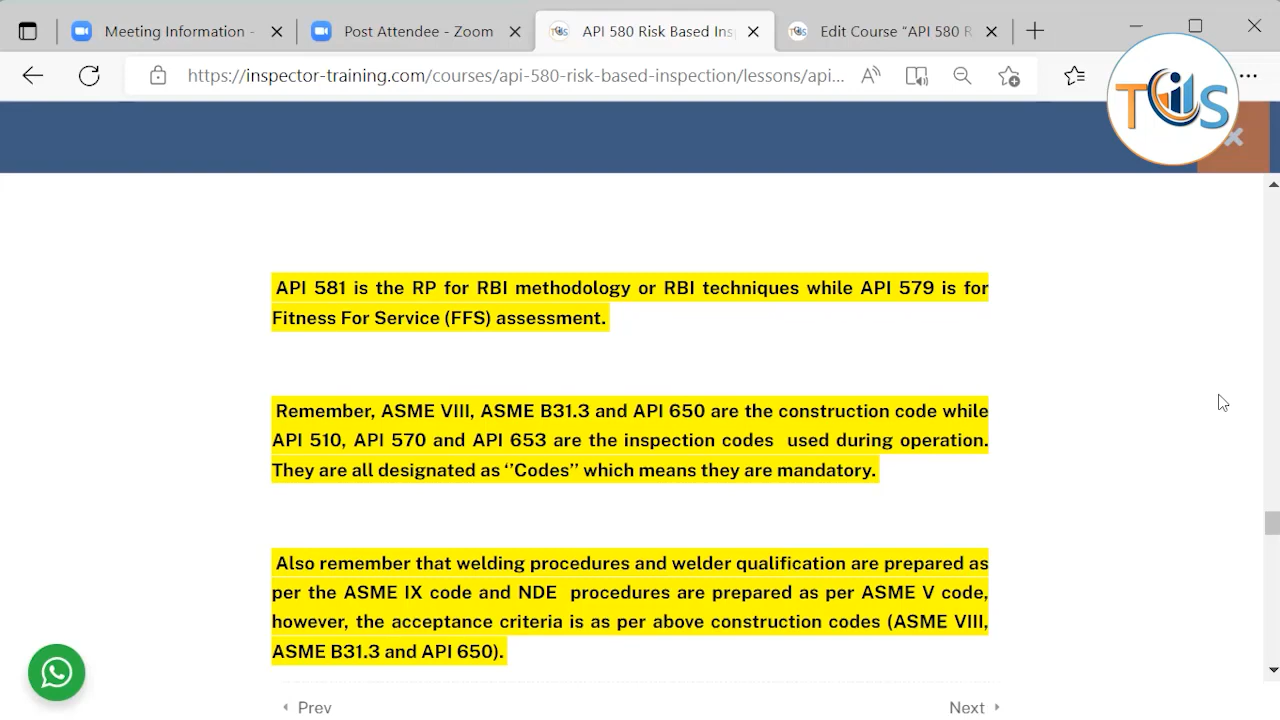 Meeting Information -
Post Attendee - Zoom
API 580 Risk Based Ins
Edit Course "API 580 R
https://inspector-training.com/courses/api-580-risk-based-inspection/lessons/api...
TIS
API 581 is the RP for RBI methodology or RBI techniques while API 579 is for
Fitness For Service (FFS) assessment.
Remember, ASME VIII, ASME B31.3 and API 650 are the construction code while
API 510, API 570 and API 653 are the inspection codes used during operation.
They are all designated as ‘’Codes’’ which means they are mandatory.
Also remember that welding procedures and welder qualification are prepared as
per the ASME IX code and NDE procedures are prepared as per ASME V code,
however, the acceptance criteria is as per above construction codes (ASME VIII,
ASME B31.3 and API 650).
Prev
Next